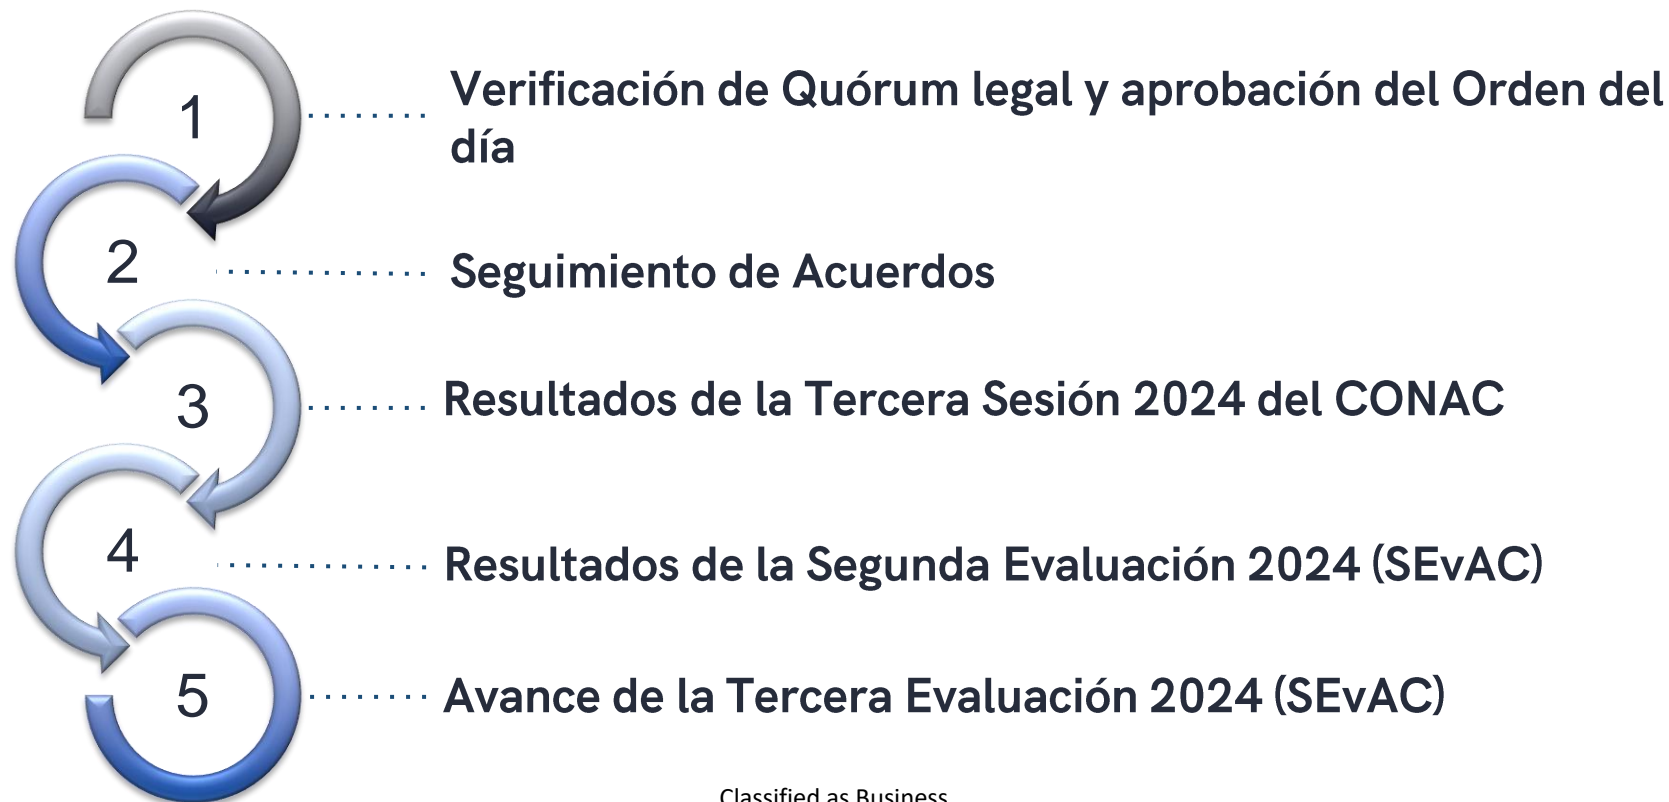 1
Verificación de Quórum legal y aprobación del Orden del
día
2
Seguimiento de Acuerdos
3
Resultados de la Tercera Sesión 2024 del CONAC
4
Resultados de la Segunda Evaluación 2024 (SEvAC)
5
Avance de la Tercera Evaluación 2024 (SEvAC)
Classified as Business